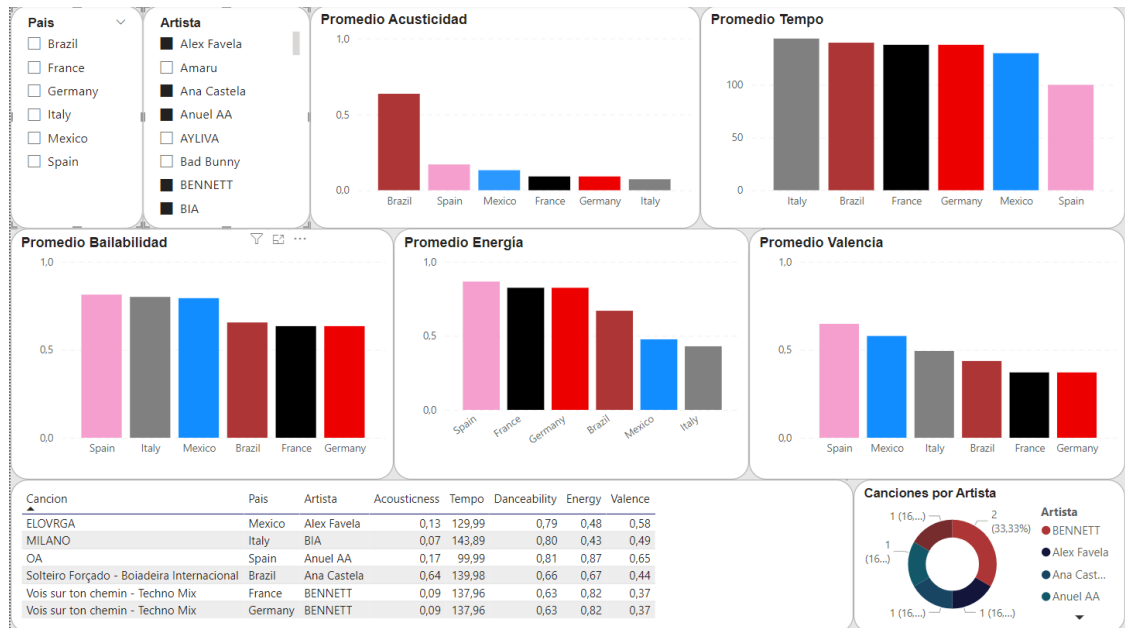 Pais
Brazil
France
Germany
Italy
Mexico
Spain
Artista
Alex Favela
Amaru
Ana Castela
Anuel AA
AYLIVA
Bad Bunny
BENNETT
BIA
Promedio Acusticidad
1,0
0,5
0,0
Brazil Spain Mexico France Germany Italy
Promedio Tempo
100
50
0
Italy Brazil France Germany Mexico Spain
Promedio Bailabilidad
1,0
0,5
0,0
Spain Italy Mexico Brazil France Germany
Promedio Energía
1,0
0,5
0,0
Spain France Germany Brazil Mexico Italy
Promedio Valencia
1,0
0,5
0,0
Spain Mexico Italy Brazil France Germany
Cancion Pais Artista Acousticness Tempo Danceability Energy Valence
ELOVRGA Mexico Alex Favela 0,13 129,99 0,79 0,48 0,58
MILANO Italy BIA 0,07 143,89 0,80 0,43 0,49
OA Spain Anuel AA 0,17 99,99 0,81 0,87 0,65
Solteiro Forçado - Boiadeira Internacional Brazil Ana Castela 0,64 139,98 0,66 0,67 0,44
Vois sur ton chemin - Techno Mix France BENNETT 0,09 137,96 0,63 0,82 0,37
Vois sur ton chemin - Techno Mix Germany BENNETT 0,09 137,96 0,63 0,82 0,37
Canciones por Artista
1 (16,...)
2
(33,33%)
1
(16...)
1 (16,...)
1 (16,...)
Artista
BENNETT
Alex Favela
Ana Cast...
Anuel AA